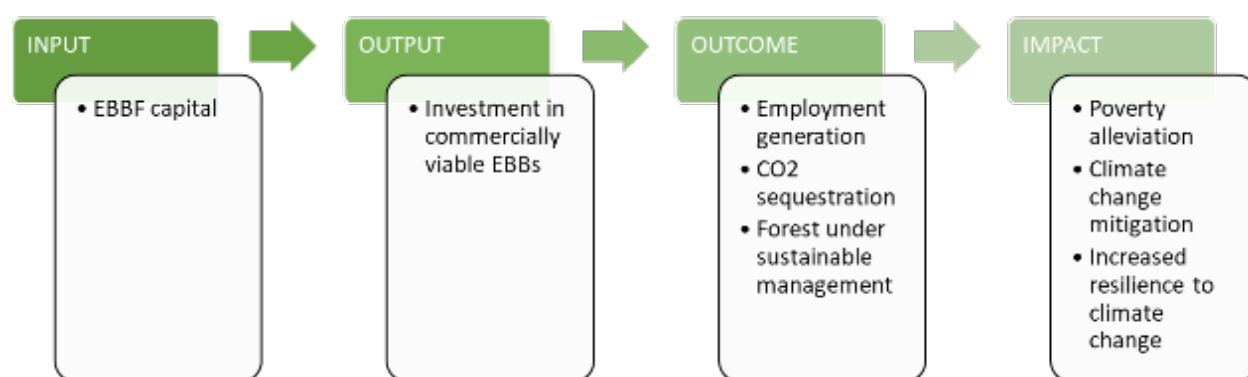 INPUT
• EBBF capital
OUTPUT
• Investment in
commercially
viable EBBs
OUTCOME
• Employment
generation
• CO2
sequestration
• Forest under
sustainable
management
IMPACT
• Poverty
alleviation
• Climate
change
mitigation
• Increased
resilience to
climate
change